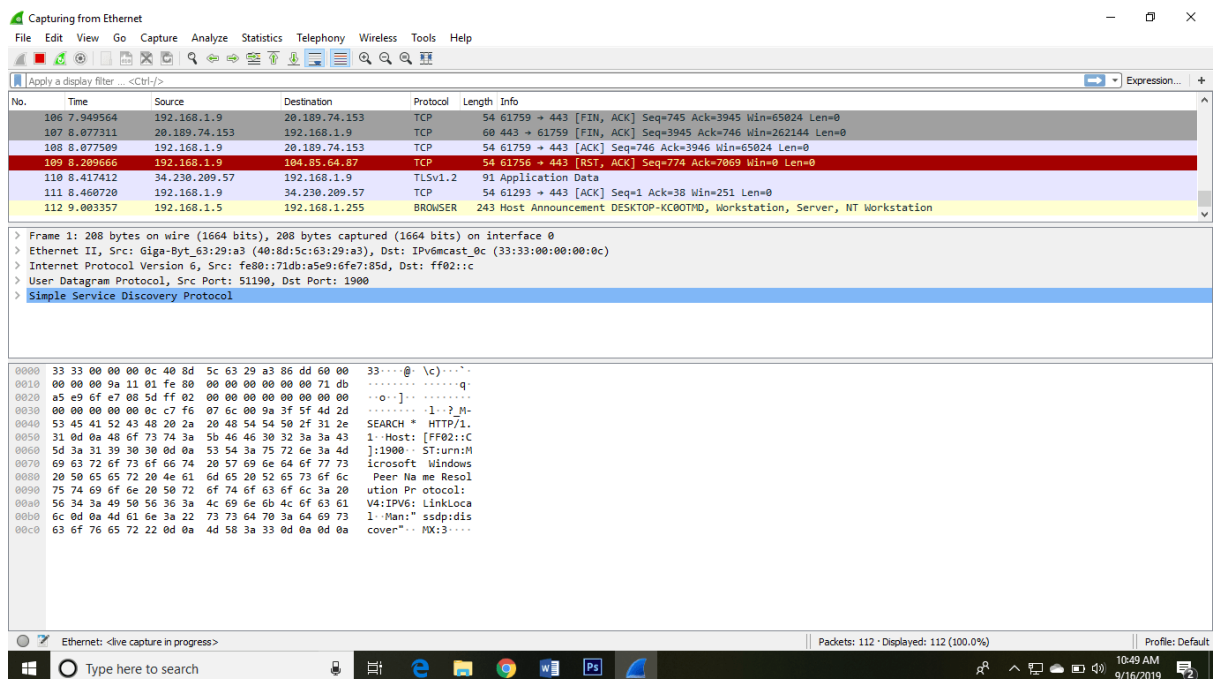 Capturing from Ethernet
File Edit View Go Capture Analyze Statistics Telephony Wireless Tools Help
Apply a display filter ... <Ctrl-/>
Expression... +
No. Time Source Destination Protocol Length Info
106 7.949564 192.168.1.9 20.189.74.153 TCP 54 61759 → 443 [FIN, ACK] Seq=745 Ack=3945 Win=65024 Len=0
107 8.077311 20.189.74.153 192.168.1.9 TCP 60 443 → 61759 [FIN, ACK] Seq=3945 Ack=746 Win=262144 Len=0
108 8.077509 192.168.1.9 20.189.74.153 TCP 54 61759 → 443 [ACK] Seq=746 Ack=3946 Win=65024 Len=0
109 8.209666 192.168.1.9 104.85.64.87 TCP 54 61756 → 443 [RST, ACK] Seq=774 Ack=7069 Win=0 Len=0
110 8.417412 34.230.209.57 192.168.1.9 TLSv1.2 91 Application Data
111 8.460720 192.168.1.9 34.230.209.57 TCP 54 61293 → 443 [ACK] Seq=1 Ack=38 Win=251 Len=0
112 9.003357 192.168.1.5 192.168.1.255 BROWSER 243 Host Announcement DESKTOP-KC0OTMD, Workstation, Server, NT Workstation
> Frame 1: 208 bytes on wire (1664 bits), 208 bytes captured (1664 bits) on interface 0
> Ethernet II, Src: Giga-Byt_63:29:a3 (40:8d:5c:63:29:a3), Dst: IPv6mcast_0c (33:33:00:00:00:0c)
> Internet Protocol Version 6, Src: fe80::71db:a5e9:6fe7:85d, Dst: ff02::c
> User Datagram Protocol, Src Port: 51190, Dst Port: 1900
> Simple Service Discovery Protocol
0000 33 33 00 00 00 0c 40 8d 5c 63 29 a3 86 dd 60 00 33····@· \c)···`·
0010 00 00 00 9a 11 01 fe 80 00 00 00 00 00 00 71 db ········ ······q·
0020 a5 e9 6f e7 08 5d ff 02 00 00 00 00 00 00 00 00 ··o··]·· ········
0030 00 00 00 00 00 0c c7 f6 07 6c 00 9a 3f 5f 4d 2d ········ ·l··?_M-
0040 53 45 41 52 43 48 20 2a 20 48 54 54 50 2f 31 2e SEARCH * HTTP/1.
0050 31 0d 0a 48 6f 73 74 3a 5b 46 46 30 32 3a 3a 43 1··Host: [FF02::C
0060 5d 3a 31 39 30 30 0d 0a 53 54 3a 75 72 6e 3a 4d ]:1900·· ST:urn:M
0070 69 63 72 6f 73 6f 66 74 20 57 69 6e 64 6f 77 73 icrosoft Windows
0080 20 50 65 65 72 20 4e 61 6d 65 20 52 65 73 6f 6c Peer Na me Resol
0090 75 74 69 6f 6e 20 50 72 6f 74 6f 63 6f 6c 3a 20 ution Pr otocol:
00a0 56 34 3a 49 50 56 36 3a 4c 69 6e 6b 4c 6f 63 61 V4:IPV6: LinkLoca
00b0 6c 0d 0a 4d 61 6e 3a 22 73 73 64 70 3a 64 69 73 l··Man:" ssdp:dis
00c0 63 6f 76 65 72 22 0d 0a 4d 58 3a 33 0d 0a 0d 0a cover"·· MX:3····
Ethernet: <live capture in progress>
Packets: 112 · Displayed: 112 (100.0%)
Profile: Default
Type here to search
10:49 AM
9/16/2019